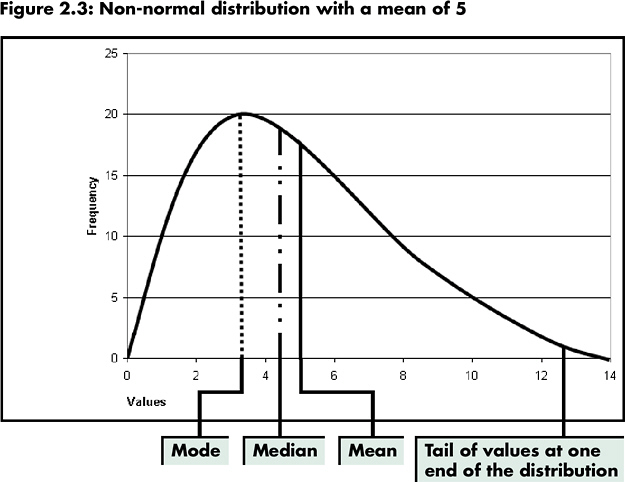 Figure 2.3: Non-normal distribution with a mean of 5
25
20
15
10
5
0
Frequency
0 2 4 6 8 10 12 14
Values
Mode
Median
Mean
Tail of values at one
end of the distribution